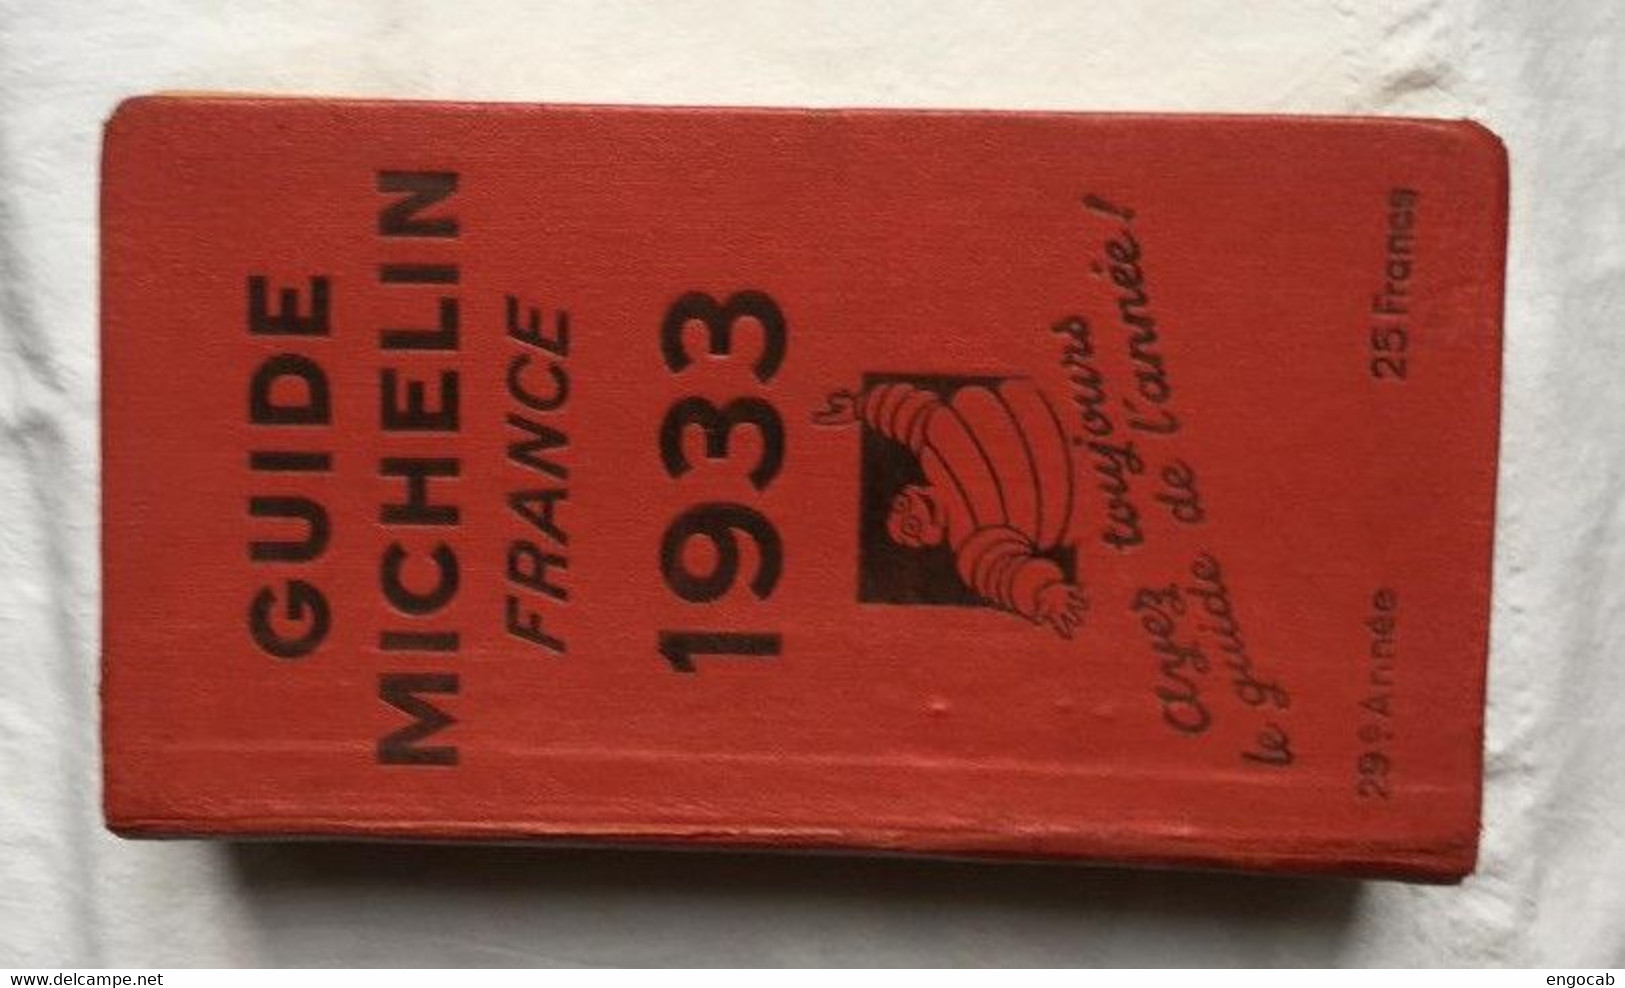 GUIDE
MICHELIN
FRANCE
1933
ayez toujours
le guide de l'année!
29e Année 25 Francs
www.delcampe.net
engocab